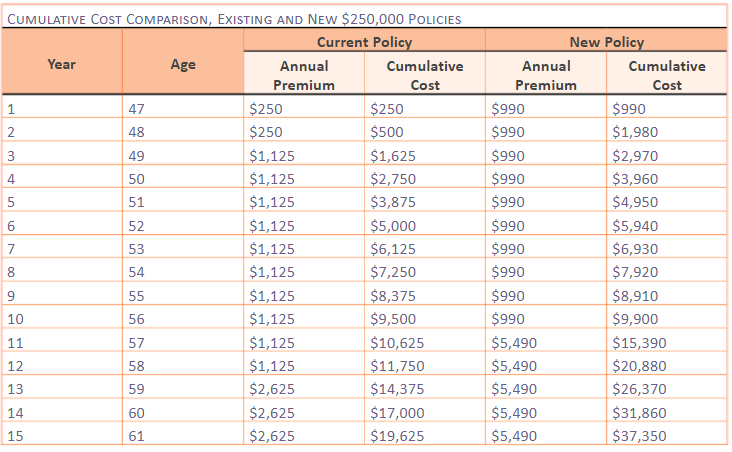 CUMULATIVE COST COMPARISON, EXISTING AND NEW $250,000 POLICIES
Year Age Current Policy New Policy
Annual Premium Cumulative Cost Annual Premium Cumulative Cost
1 47 $250 $250 $990 $990
2 48 $250 $500 $990 $1,980
3 49 $1,125 $1,625 $990 $2,970
4 50 $1,125 $2,750 $990 $3,960
5 51 $1,125 $3,875 $990 $4,950
6 52 $1,125 $5,000 $990 $5,940
7 53 $1,125 $6,125 $990 $6,930
8 54 $1,125 $7,250 $990 $7,920
9 55 $1,125 $8,375 $990 $8,910
10 56 $1,125 $9,500 $990 $9,900
11 57 $1,125 $10,625 $5,490 $15,390
12 58 $1,125 $11,750 $5,490 $20,880
13 59 $2,625 $14,375 $5,490 $26,370
14 60 $2,625 $17,000 $5,490 $31,860
15 61 $2,625 $19,625 $5,490 $37,350